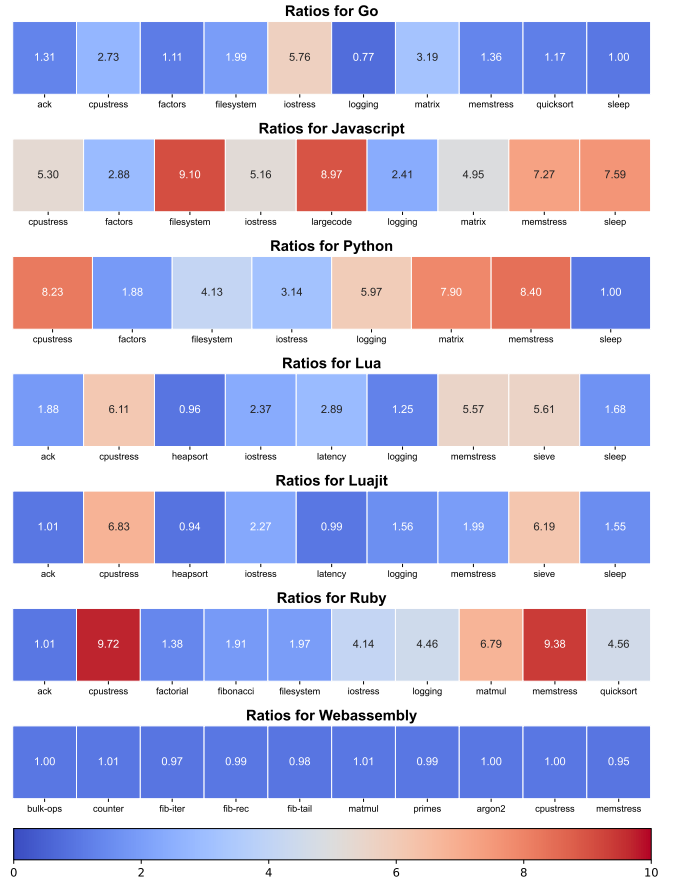 Ratios for Go
1.31 2.73 1.11 1.99 5.76 0.77 3.19 1.36 1.17 1.00
ack cpustress factors filesystem iostress logging matrix memstress quicksort sleep
Ratios for Javascript
5.30 2.88 9.10 5.16 8.97 2.41 4.95 7.27 7.59
cpustress factors filesystem iostress largecode logging matrix memstress sleep
Ratios for Python
8.23 1.88 4.13 3.14 5.97 7.90 8.40 1.00
cpustress factors filesystem iostress logging matrix memstress sleep
Ratios for Lua
1.88 6.11 0.96 2.37 2.89 1.25 5.57 5.61 1.68
ack cpustress heapsort iostress latency logging memstress sieve sleep
Ratios for Luajit
1.01 6.83 0.94 2.27 0.99 1.56 1.99 6.19 1.55
ack cpustress heapsort iostress latency logging memstress sieve sleep
Ratios for Ruby
1.01 9.72 1.38 1.91 1.97 4.14 4.46 6.79 9.38 4.56
ack cpustress factorial fibonacci filesystem iostress logging matmul memstress quicksort
Ratios for Webassembly
1.00 1.01 0.97 0.99 0.98 1.01 0.99 1.00 1.00 0.95
bulk-ops counter fib-iter fib-rec fib-tail matmul primes argon2 cpustress memstress
0 2 4 6 8 10